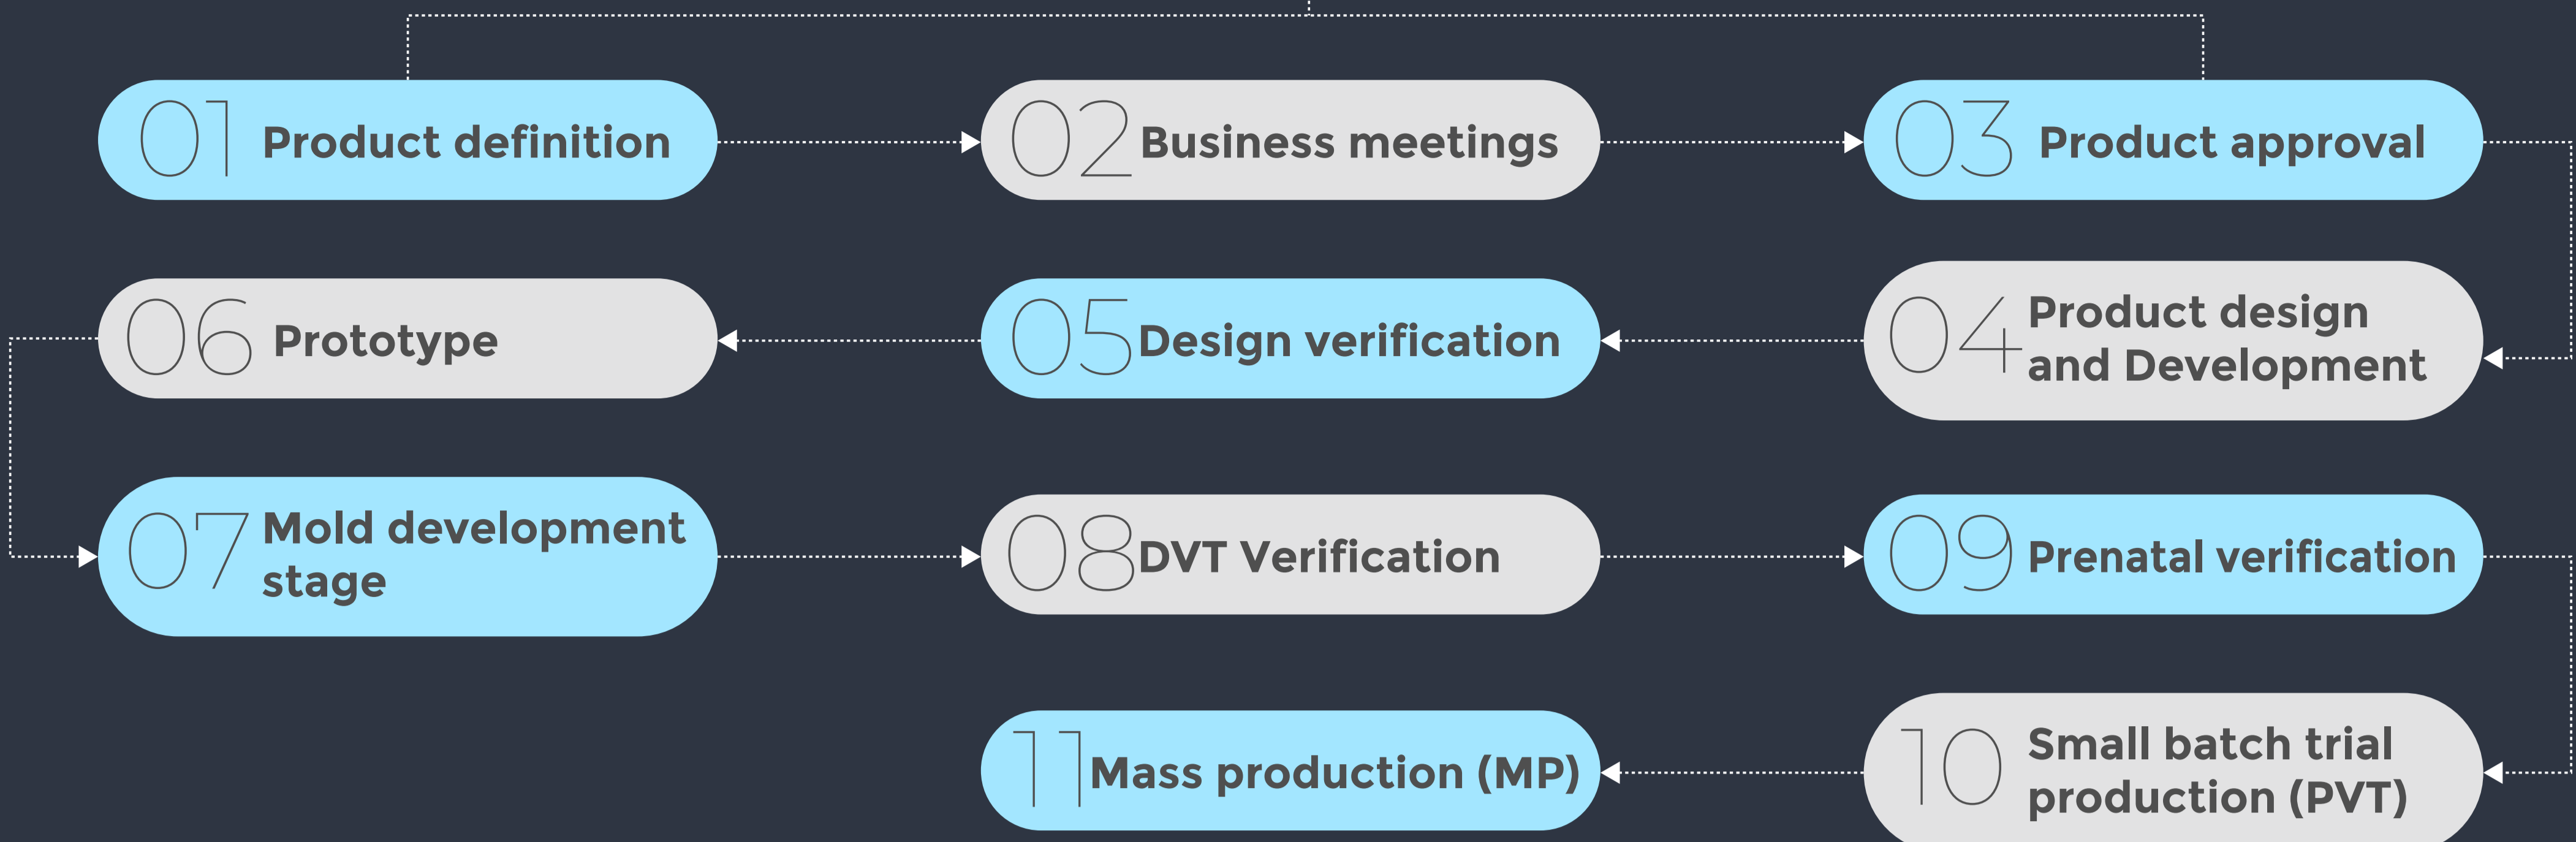 01 Product definition
02 Business meetings
03 Product approval
04 Product design
and Development
05 Design verification
06 Prototype
07 Mold development
stage
08 DVT Verification
09 Prenatal verification
10 Small batch trial
production (PVT)
11 Mass production (MP)